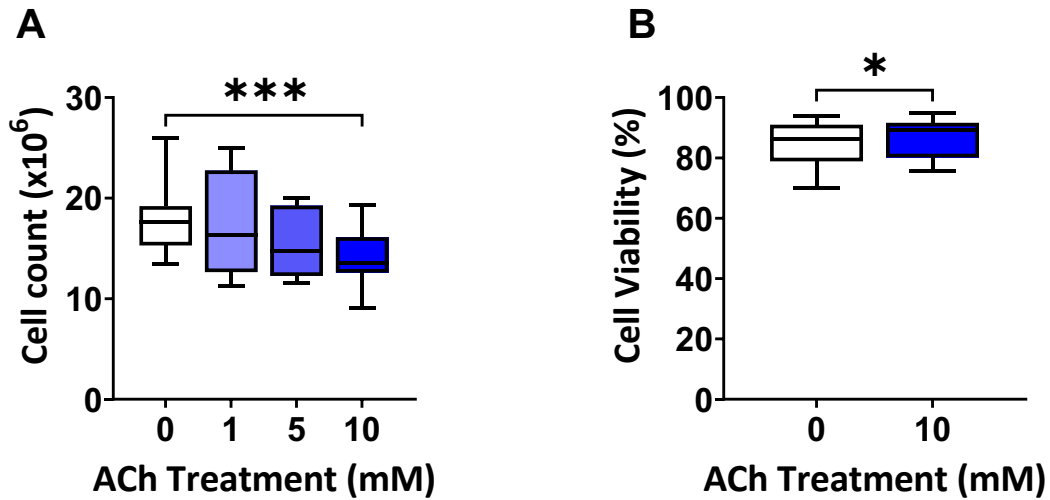 A
Cell count (x10⁶)
30
20
10
0
***
0 1 5 10
ACh Treatment (mM)
B
Cell Viability (%)
100
80
60
40
20
0
*
0 10
ACh Treatment (mM)